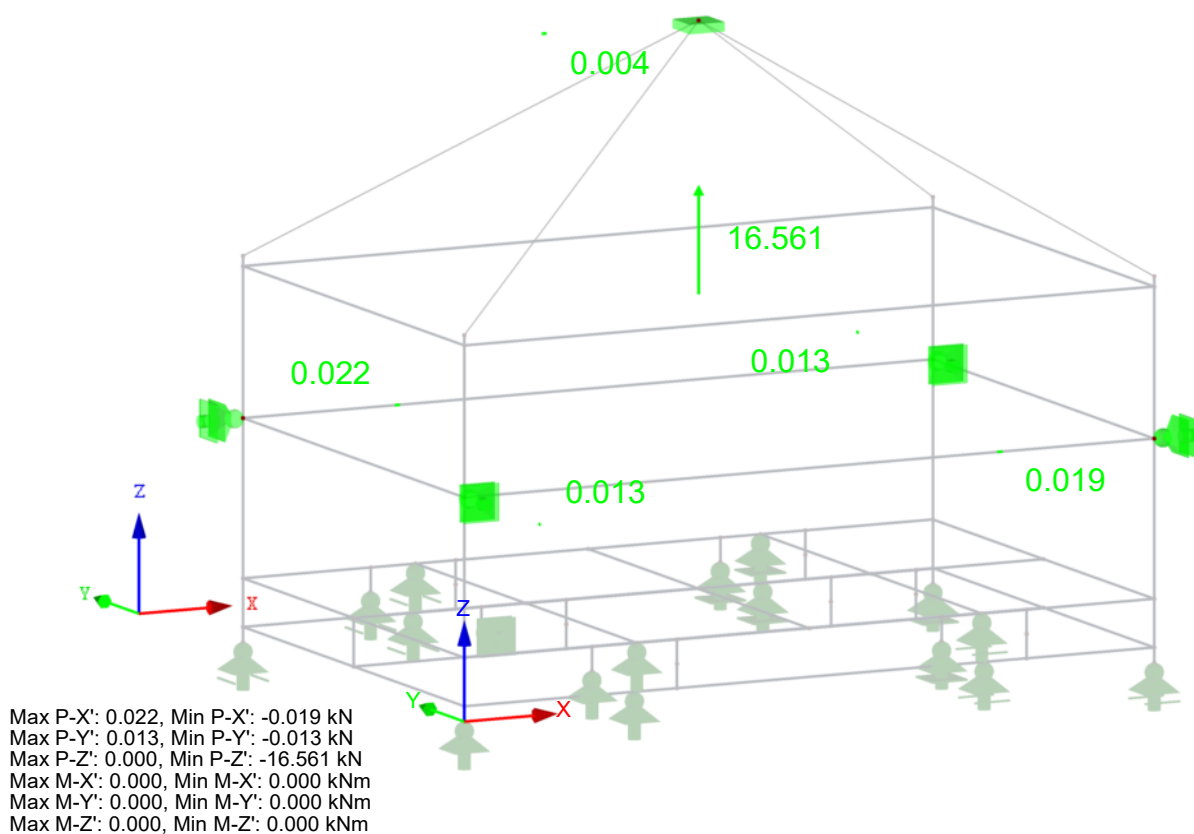 0.004
16.561
0.022
0.013
0.013
0.019
Z
Y
X
Z
Y
X
Max P-X': 0.022, Min P-X': -0.019 kN
Max P-Y': 0.013, Min P-Y': -0.013 kN
Max P-Z': 0.000, Min P-Z': -16.561 kN
Max M-X': 0.000, Min M-X': 0.000 kNm
Max M-Y': 0.000, Min M-Y': 0.000 kNm
Max M-Z': 0.000, Min M-Z': 0.000 kNm